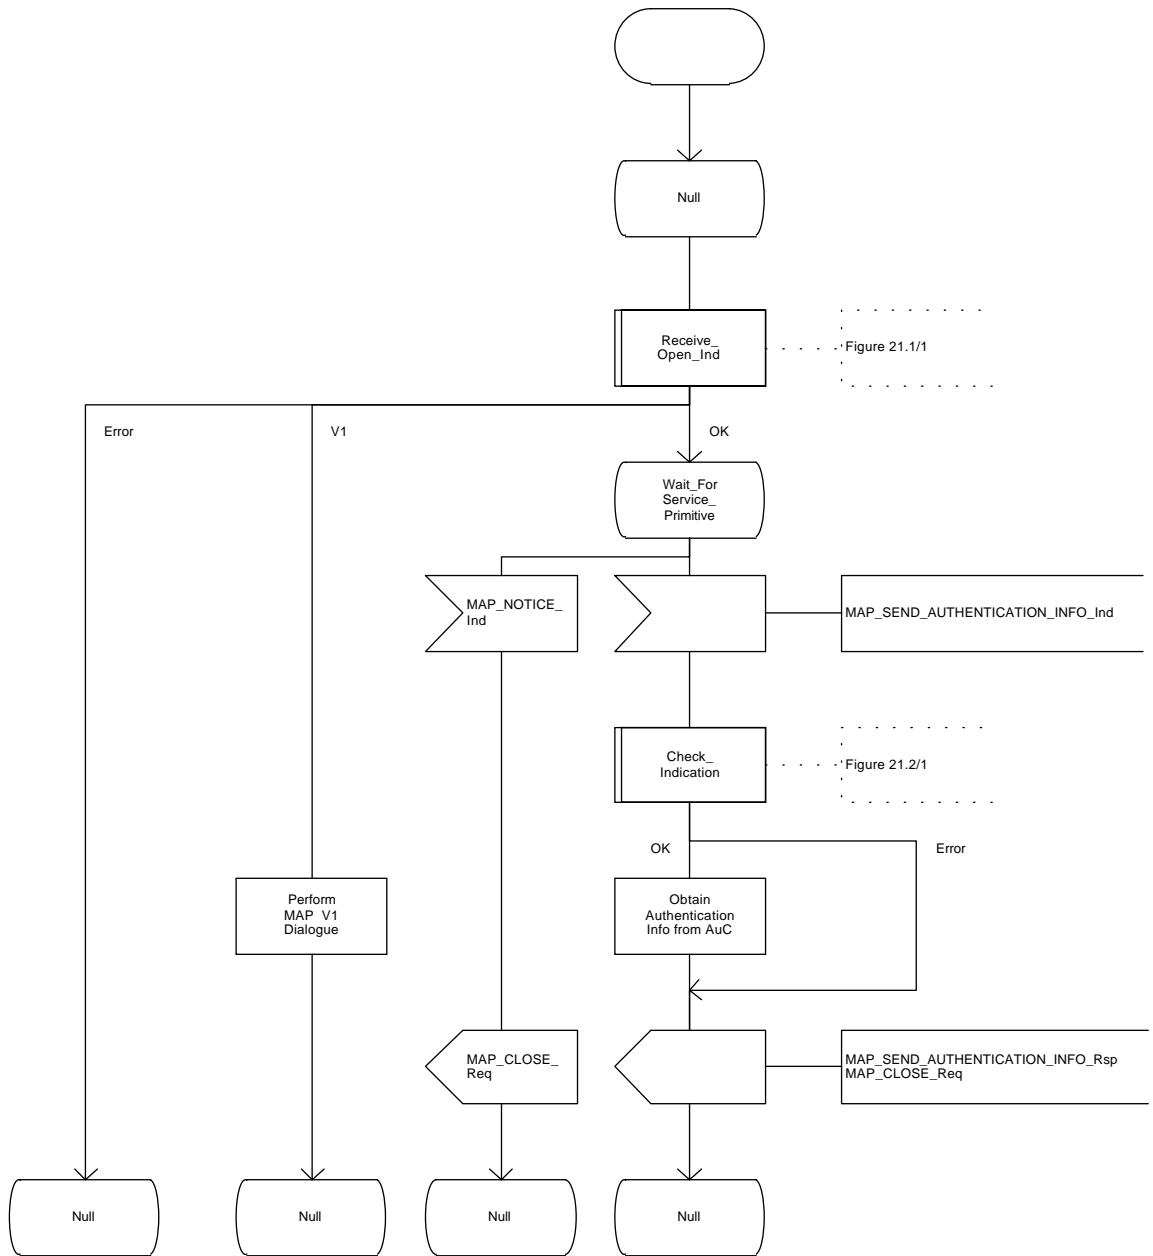 Null
Receive_
Open_Ind
Figure 21.1/1
Error
V1
OK
Wait_For
Service_
Primitive
MAP_NOTICE_
Ind
MAP_SEND_AUTHENTICATION_INFO_Ind
Check_
Indication
Figure 21.2/1
OK
Error
Perform
MAP_V1
Dialogue
Obtain
Authentication
Info from AuC
MAP_CLOSE_
Req
MAP_SEND_AUTHENTICATION_INFO_Rsp
MAP_CLOSE_Req
Null
Null
Null
Null